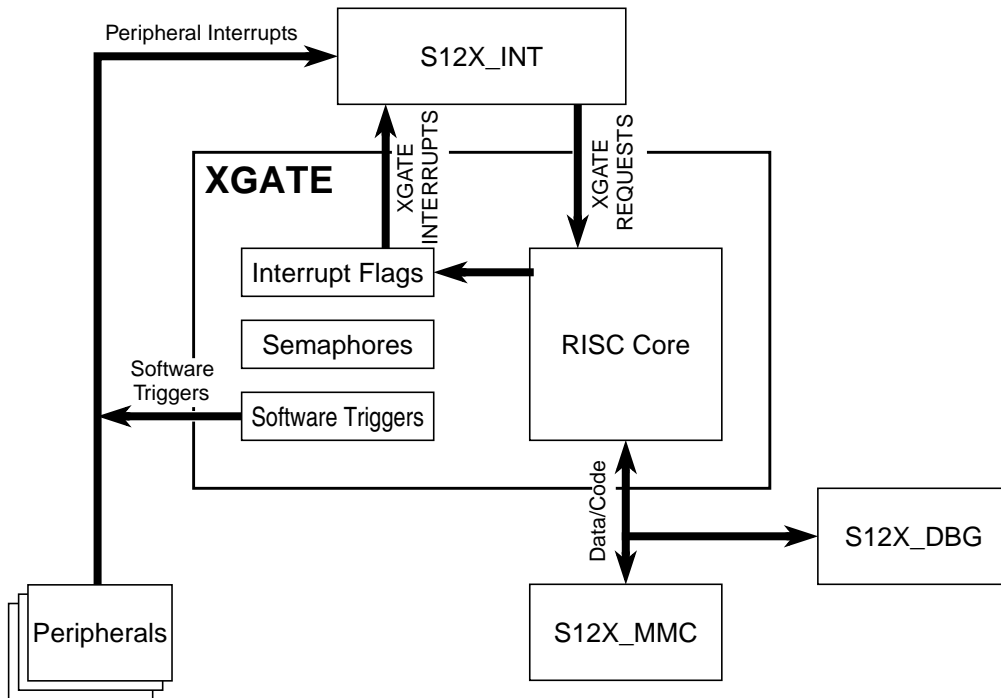 Peripheral Interrupts
S12X_INT
XGATE
INTERRUPTS
XGATE
REQUESTS
XGATE
Interrupt Flags
Semaphores
RISC Core
Software
Triggers
Software Triggers
Data/Code
S12X_DBG
Peripherals
S12X_MMC